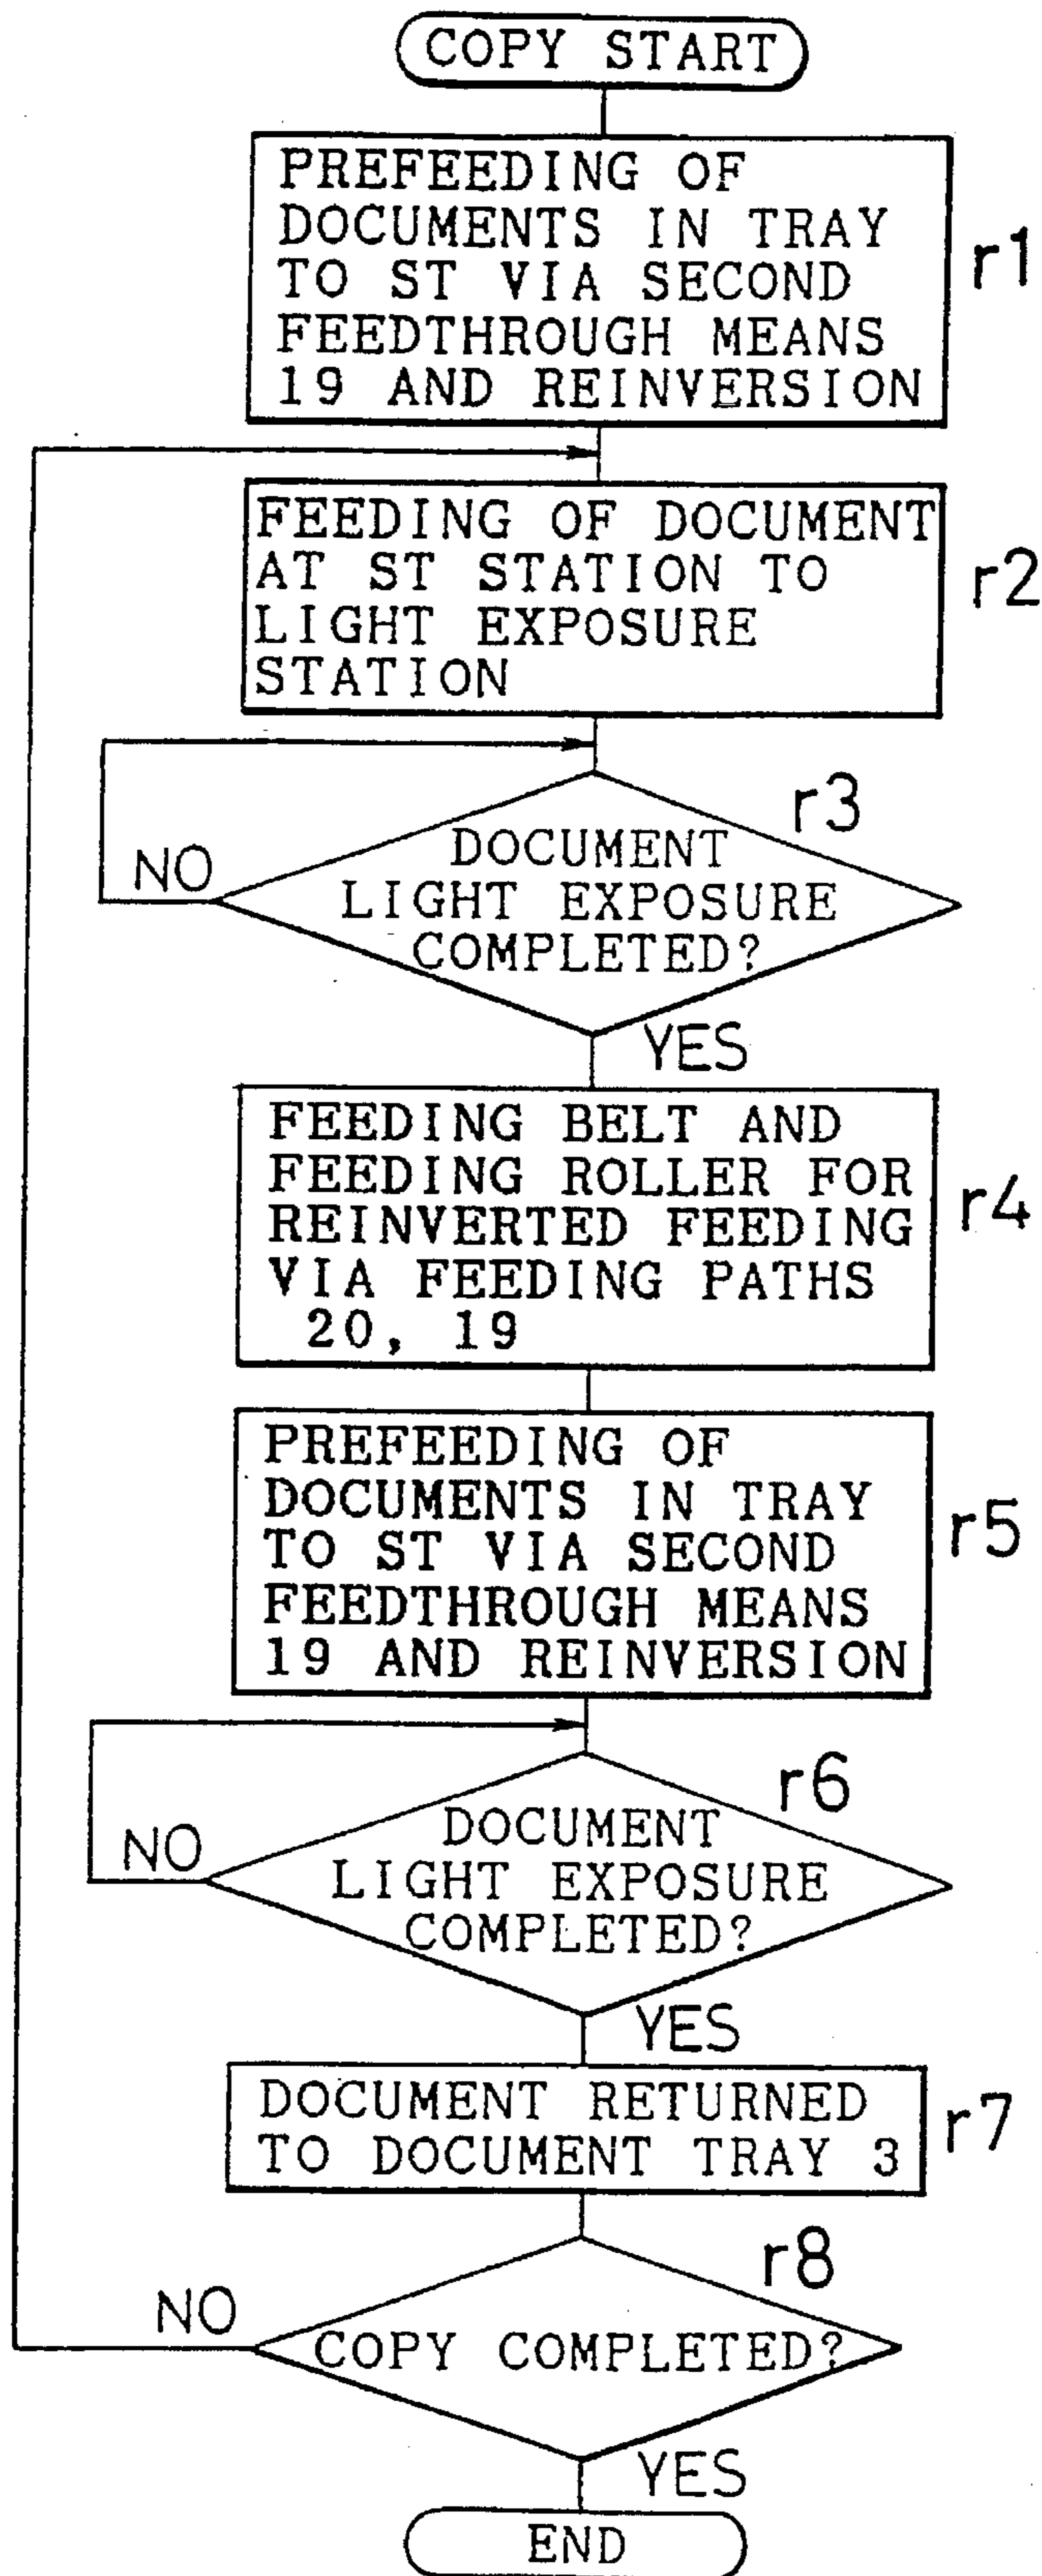 COPY START
PREFEEDING OF
DOCUMENTS IN TRAY
TO ST VIA SECOND
FEEDTHROUGH MEANS
19 AND REINVERSION
r1
FEEDING OF DOCUMENT
AT ST STATION TO
LIGHT EXPOSURE
STATION
r2
r3
DOCUMENT
LIGHT EXPOSURE
COMPLETED?
NO
YES
FEEDING BELT AND
FEEDING ROLLER FOR
REINVERTED FEEDING
VIA FEEDING PATHS
20, 19
r4
PREFEEDING OF
DOCUMENTS IN TRAY
TO ST VIA SECOND
FEEDTHROUGH MEANS
19 AND REINVERSION
r5
r6
DOCUMENT
LIGHT EXPOSURE
COMPLETED?
NO
YES
DOCUMENT RETURNED
TO DOCUMENT TRAY 3
r7
r8
NO
COPY COMPLETED?
YES
END